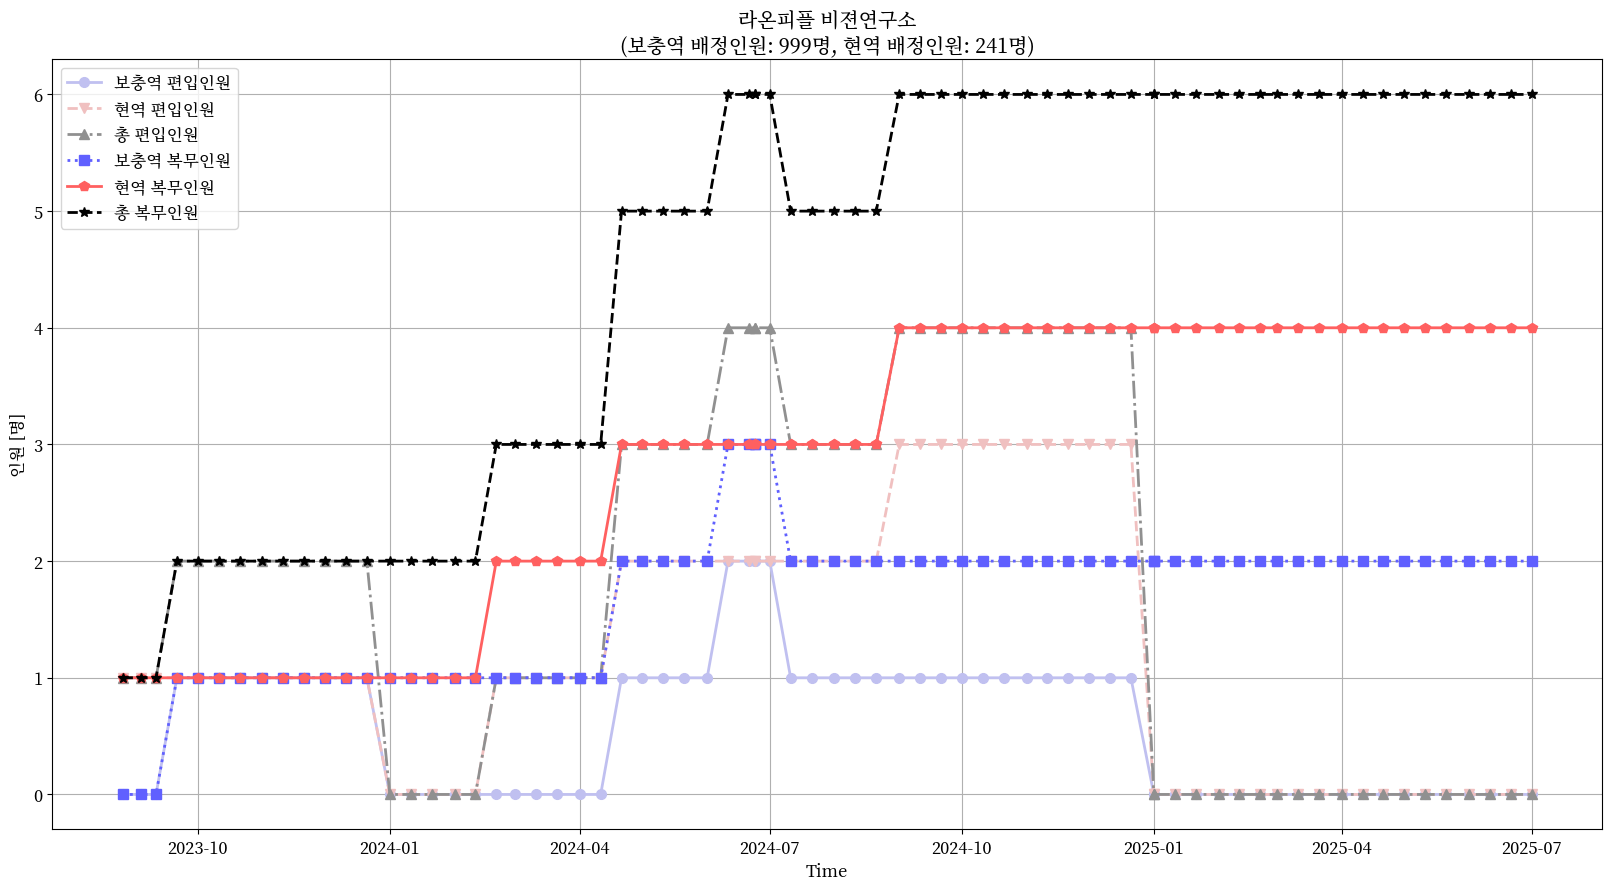 라온피플 비젼연구소
(보충역 배정인원: 999명, 현역 배정인원: 241명)
보충역 편입인원
현역 편입인원
총 편입인원
보충역 복무인원
현역 복무인원
총 복무인원
인원 [명]
6
5
4
3
2
1
0
2023-10
2024-01
2024-04
2024-07
2024-10
2025-01
2025-04
2025-07
Time